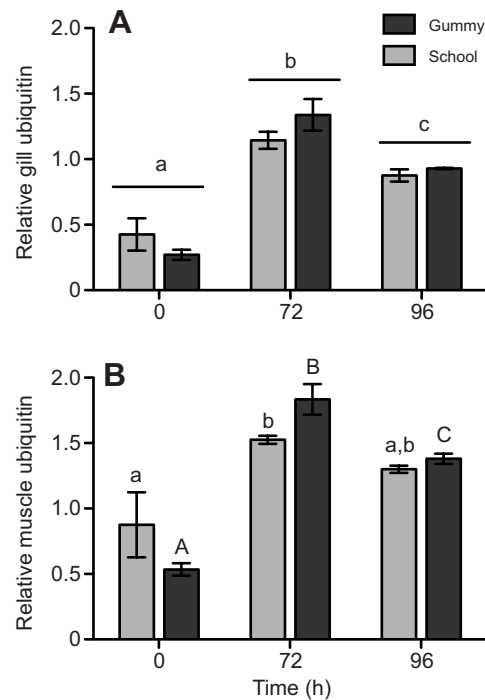 A
Gummy
School
Relative gill ubiquitin
2.0
1.5
1.0
0.5
0
a
b
c
0 72 96
B
Relative muscle ubiquitin
2.0
1.5
1.0
0.5
0
a
A
b
B
a,b
C
0 72 96
Time (h)